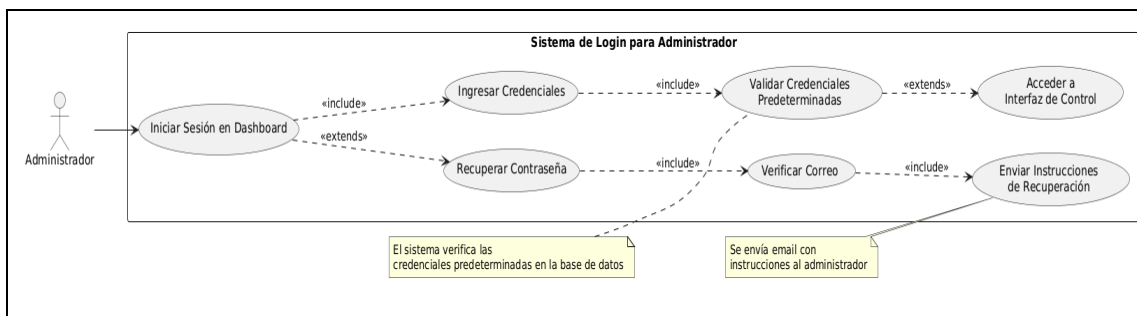 Sistema de Login para Administrador
Administrador
Iniciar Sesión en Dashboard
«include»
«extends»
Ingresar Credenciales
Recuperar Contraseña
«include»
«include»
Validar Credenciales
Predeterminadas
Verificar Correo
«extends»
«include»
Acceder a
Interfaz de Control
Enviar Instrucciones
de Recuperación
El sistema verifica las
credenciales predeterminadas en la base de datos
Se envía email con
instrucciones al administrador